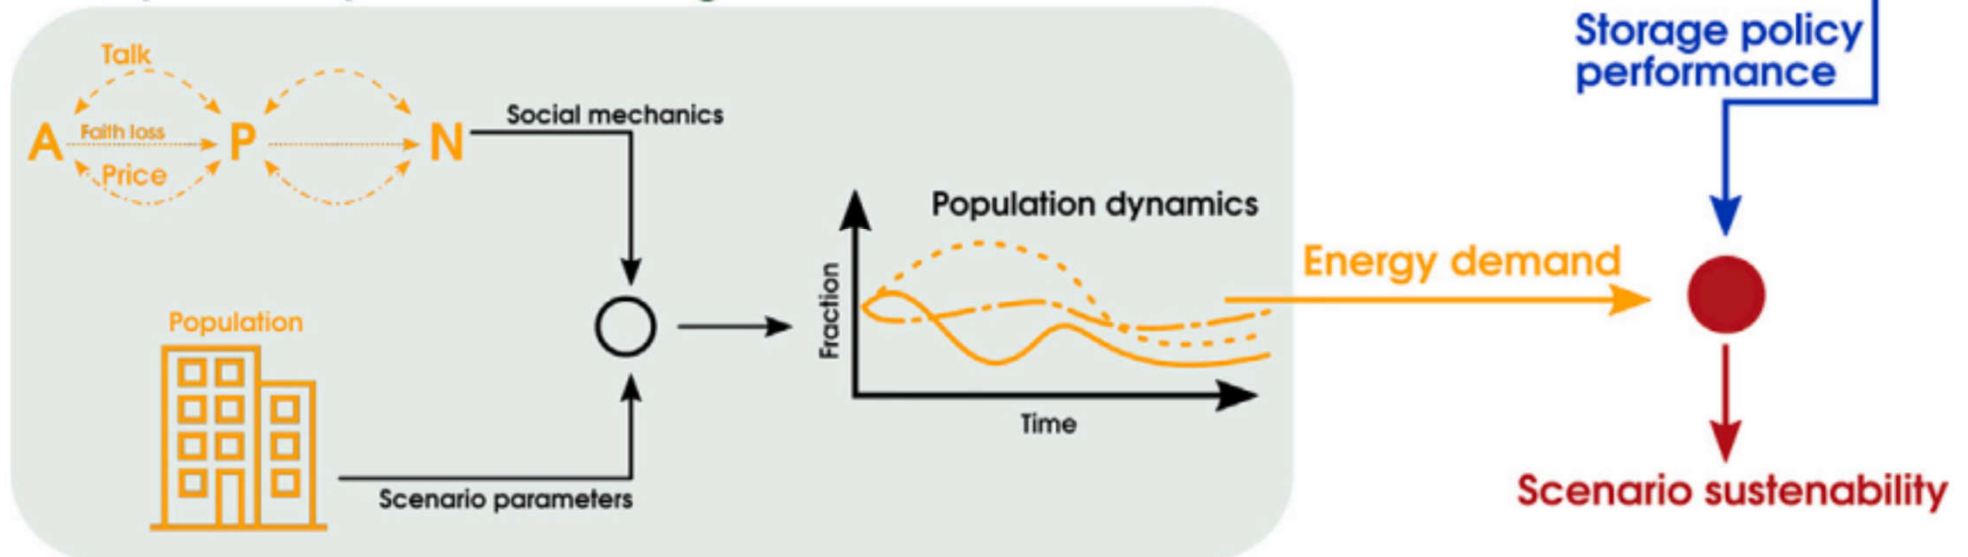 Talk
A
Faith loss
P
N
Price
Social mechanics
Population
Scenario parameters
Population dynamics
Fraction
Time
Energy demand
Storage policy
performance
Scenario sustenability